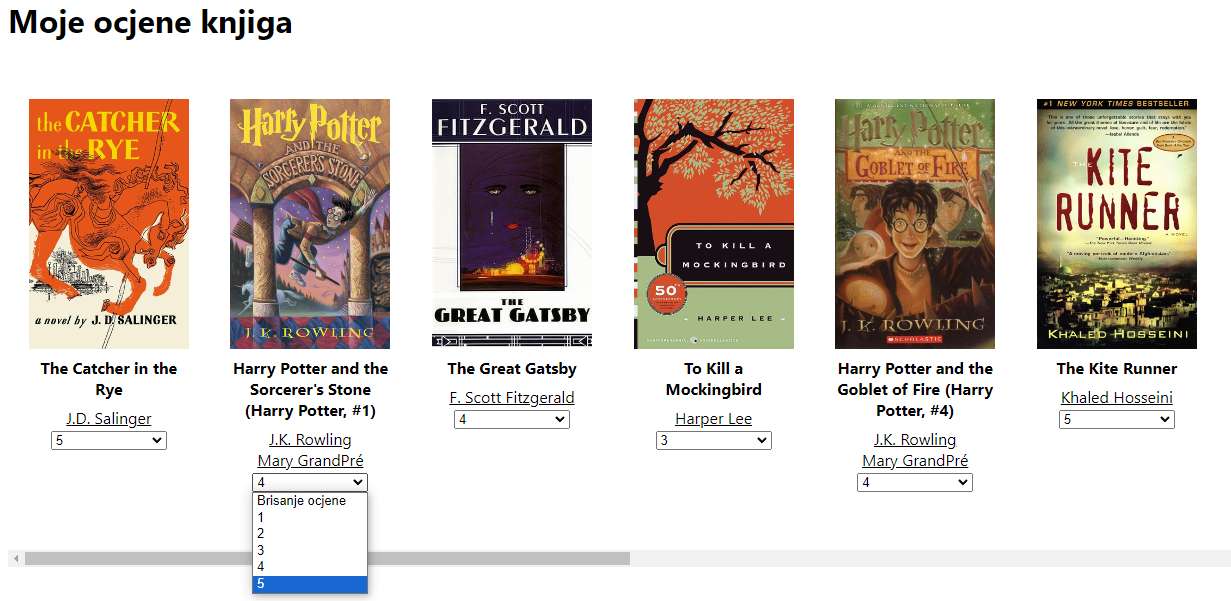 Moje ocjene knjiga
the CATCHER
in the RYE
a novel by J. D. SALINGER
The Catcher in the
Rye
J.D. Salinger
5
Harry Potter
AND THE
SORCERERS STONE
J. K. ROWLING
Harry Potter and the
Sorcerer's Stone
(Harry Potter, #1)
J.K. Rowling
Mary GrandPré
4
Brisanje ocjene
1
2
3
4
5
F. SCOTT
FITZGERALD
THE
GREAT GATSBY
The Great Gatsby
F. Scott Fitzgerald
4
TO KILL A
MOCKINGBIRD
50
HARPER LEE
To Kill a
Mockingbird
Harper Lee
3
Harry Potter
AND THE
GOBLET OF FIRE
J. K. ROWLING
SCHOLASTIC
Harry Potter and the
Goblet of Fire (Harry
Potter, #4)
J.K. Rowling
Mary GrandPré
4
#1 NEW YORK TIMES BESTSELLER
THE
KITE
RUNNER
A NOVEL
KHALED HOSSEINI
The Kite Runner
Khaled Hosseini
5